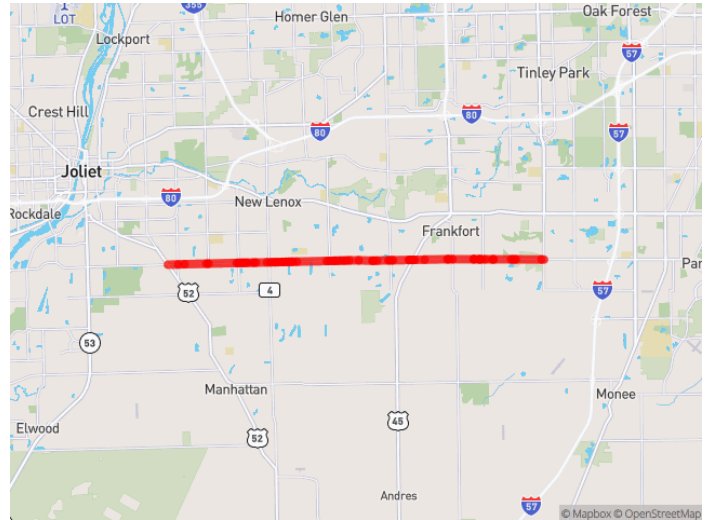 355
LOT
Homer Glen
Oak Forest
Lockport
57
Tinley Park
Crest Hill
80
80
57
Joliet
80
New Lenox
Rockdale
Frankfort
Par
52
4
57
53
Manhattan
Monee
Elwood
45
52
Andres
57
© Mapbox © OpenStreetMap